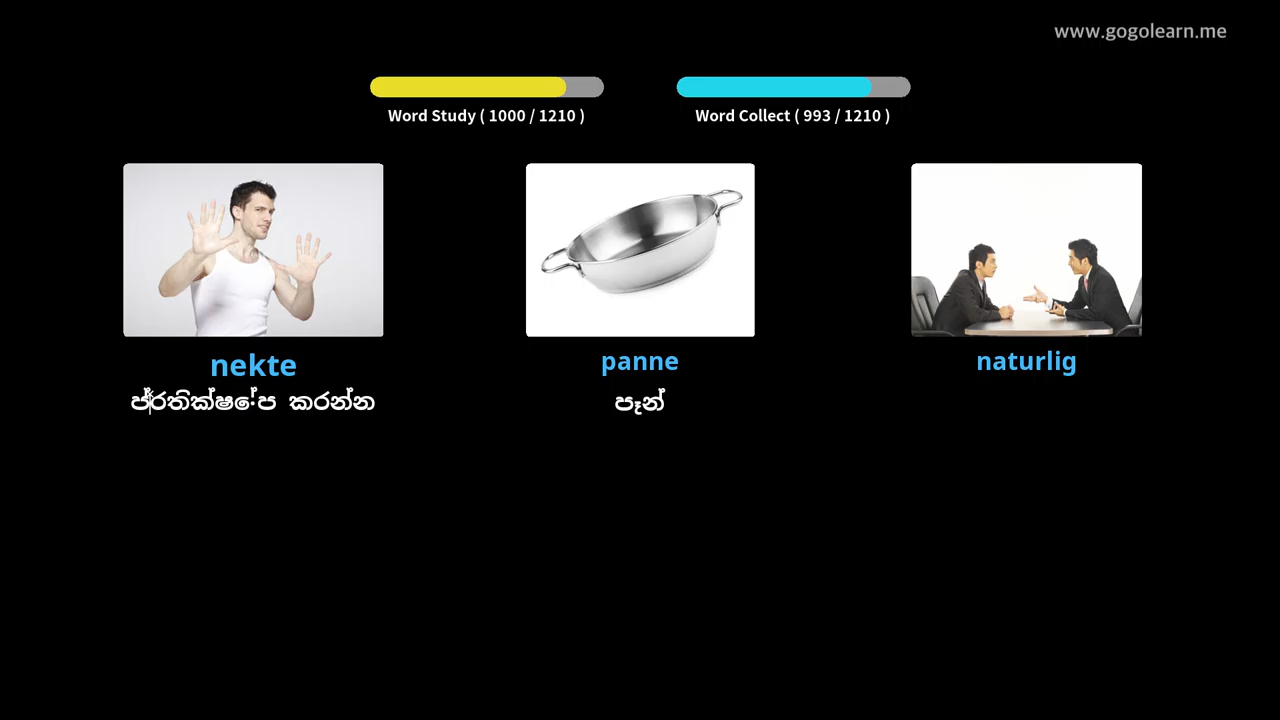 www.gogolearn.me
Word Study ( 1000 / 1210 )
Word Collect ( 993 / 1210 )
nekte
panne
naturlig
ප්රතික්ෂේප කරන්න
පෑන්